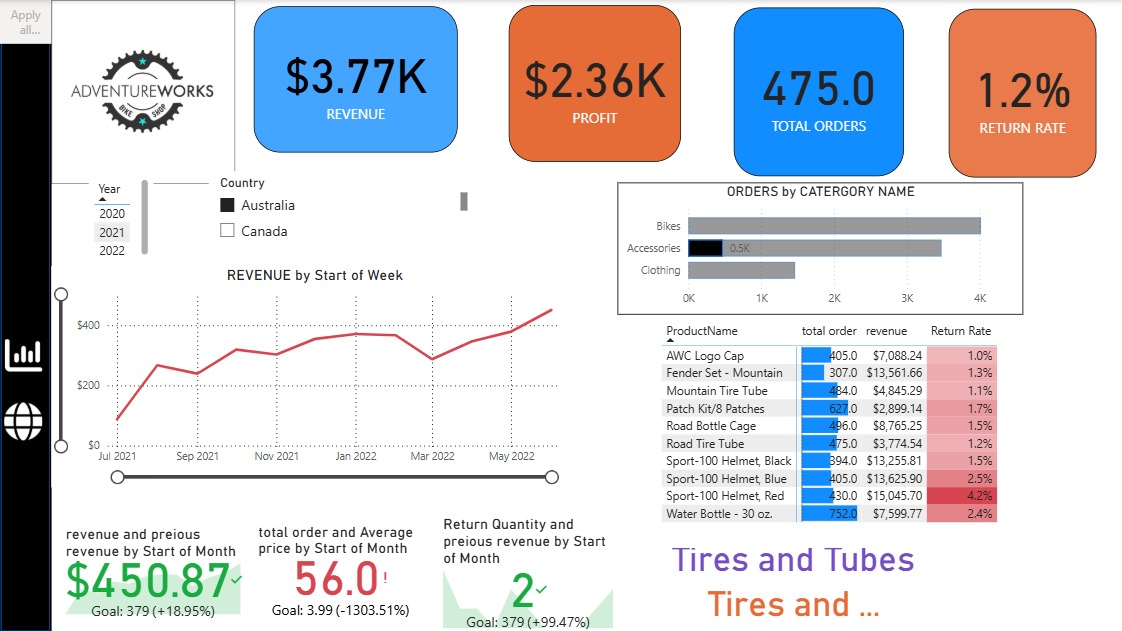 Apply
all...
ADVENTUREWORKS
BIKE SHOP
$3.77K
REVENUE
$2.36K
PROFIT
475.0
TOTAL ORDERS
1.2%
RETURN RATE
Year
2020
2021
2022
Country
Australia
Canada
ORDERS by CATERGORY NAME
Bikes
Accessories 0.5K
Clothing
0K 1K 2K 3K 4K
REVENUE by Start of Week
$400
$200
$0
Jul 2021 Sep 2021 Nov 2021 Jan 2022 Mar 2022 May 2022
ProductName total order revenue Return Rate
AWC Logo Cap 405.0 $7,088.24 1.0%
Fender Set - Mountain 307.0 $13,561.66 1.3%
Mountain Tire Tube 484.0 $4,845.29 1.1%
Patch Kit/8 Patches 627.0 $2,899.14 1.7%
Road Bottle Cage 496.0 $8,765.25 1.5%
Road Tire Tube 475.0 $3,774.54 1.2%
Sport-100 Helmet, Black 394.0 $13,255.81 1.5%
Sport-100 Helmet, Blue 405.0 $13,625.90 2.5%
Sport-100 Helmet, Red 430.0 $15,045.70 4.2%
Water Bottle - 30 oz. 752.0 $7,599.77 2.4%
revenue and preious
revenue by Start of Month
$450.87
Goal: 379 (+18.95%)
total order and Average
price by Start of Month
56.0!
Goal: 3.99 (-1303.51%)
Return Quantity and
preious revenue by Start
of Month
2
Goal: 379 (+99.47%)
Tires and Tubes
Tires and ...